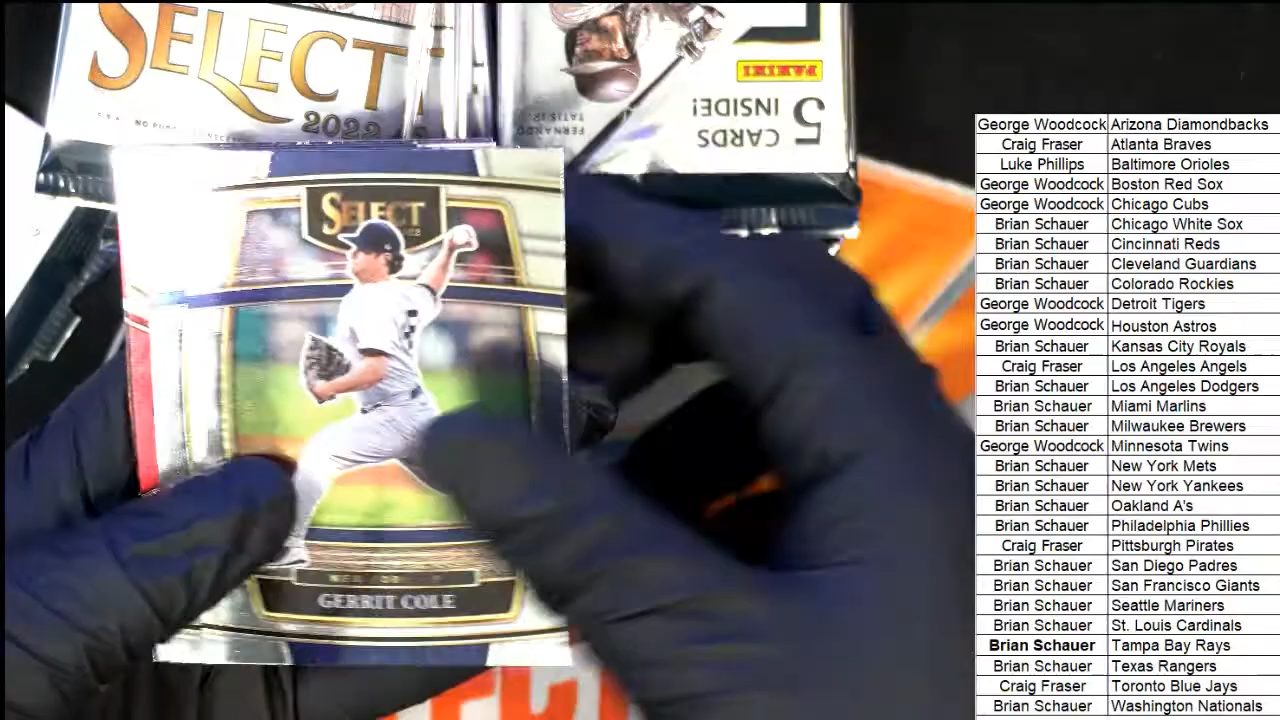 SELECT
2022
PANINI
5
CARDS
INSIDE!
FERNANDO
TATIS JR.
SELECT
GERRIT COLE
George Woodcock Arizona Diamondbacks
Craig Fraser Atlanta Braves
Luke Phillips Baltimore Orioles
George Woodcock Boston Red Sox
George Woodcock Chicago Cubs
Brian Schauer Chicago White Sox
Brian Schauer Cincinnati Reds
Brian Schauer Cleveland Guardians
Brian Schauer Colorado Rockies
George Woodcock Detroit Tigers
George Woodcock Houston Astros
Brian Schauer Kansas City Royals
Craig Fraser Los Angeles Angels
Brian Schauer Los Angeles Dodgers
Brian Schauer Miami Marlins
Brian Schauer Milwaukee Brewers
George Woodcock Minnesota Twins
Brian Schauer New York Mets
Brian Schauer New York Yankees
Brian Schauer Oakland A's
Brian Schauer Philadelphia Phillies
Craig Fraser Pittsburgh Pirates
Brian Schauer San Diego Padres
Brian Schauer San Francisco Giants
Brian Schauer Seattle Mariners
Brian Schauer St. Louis Cardinals
Brian Schauer Tampa Bay Rays
Brian Schauer Texas Rangers
Craig Fraser Toronto Blue Jays
Brian Schauer Washington Nationals